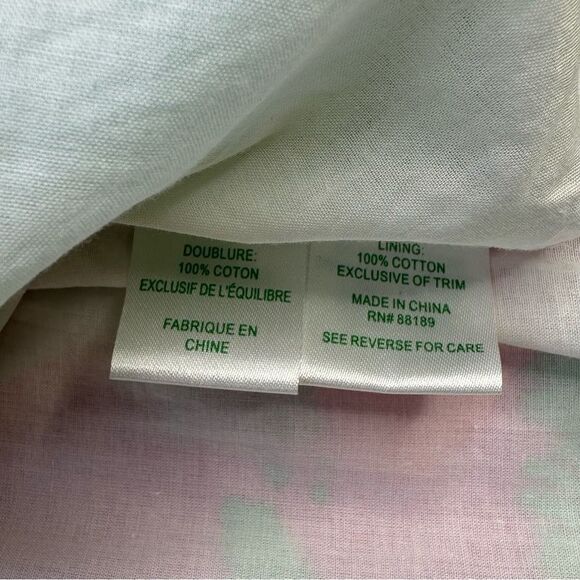 DOUBLURE:
100% COTON
EXCLUSIF DE L'ÉQUILIBRE
FABRIQUE EN
CHINE
LINING:
100% COTTON
EXCLUSIVE OF TRIM
MADE IN CHINA
RN# 88189
SEE REVERSE FOR CARE